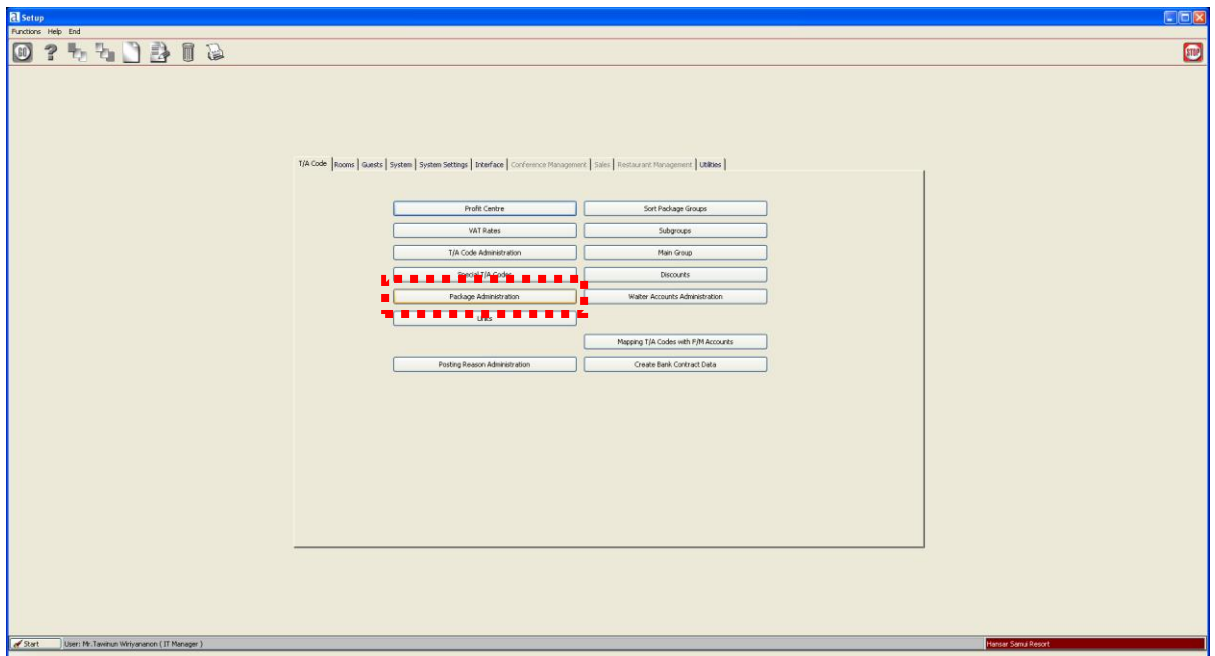 Setup
Functions Help End
GO ? STOP
T/A Code Rooms Guests System System Settings Interface Conference Management Sales Restaurant Management Utilities
Profit Centre Sort Package Groups
VAT Rates Subgroups
T/A Code Administration Main Group
Special T/A Codes Discounts
Package Administration Waiter Accounts Administration
Links
Mapping T/A Codes with F/M Accounts
Posting Reason Administration Create Bank Contract Data
Start User: Mr.Tawinun Wiriyananon ( IT Manager ) Hansar Samui Resort